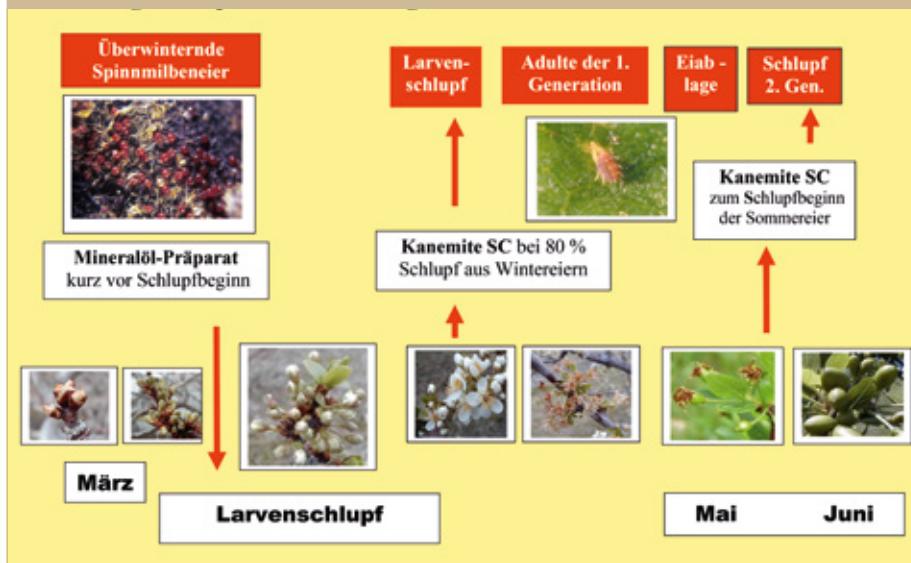 Überwinternde
Spinnmilbeneier
Larven-
schlupf
Adulte der 1.
Generation
Eiab -
lage
Schlupf
2. Gen.
Kanemite SC
zum Schlupfbeginn
der Sommereier
Mineralöl-Präparat
kurz vor Schlupfbeginn
Kanemite SC bei 80 %
Schlupf aus Wintereiern
März
Larvenschlupf
Mai Juni